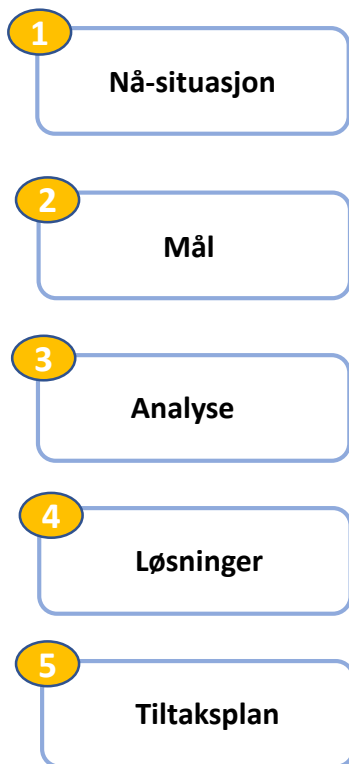 1
Nå-situasjon
2
Mål
3
Analyse
4
Løsninger
5
Tiltaksplan